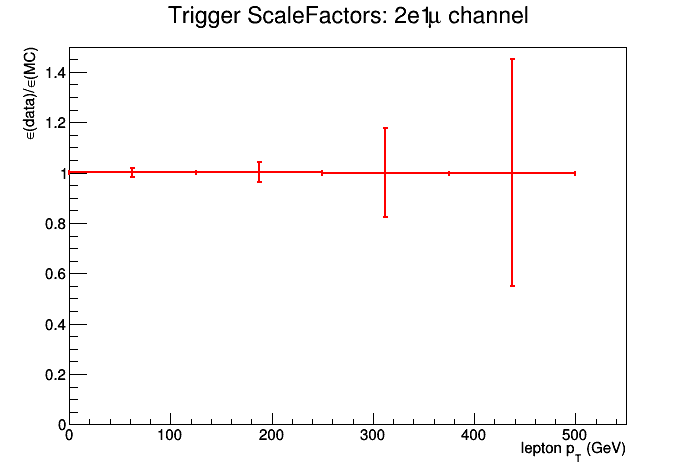 Trigger ScaleFactors: 2e1μ channel
ϵ(data)/ϵ(MC)
1.4
1.2
1
0.8
0.6
0.4
0.2
0
0 100 200 300 400 500
lepton p_T (GeV)